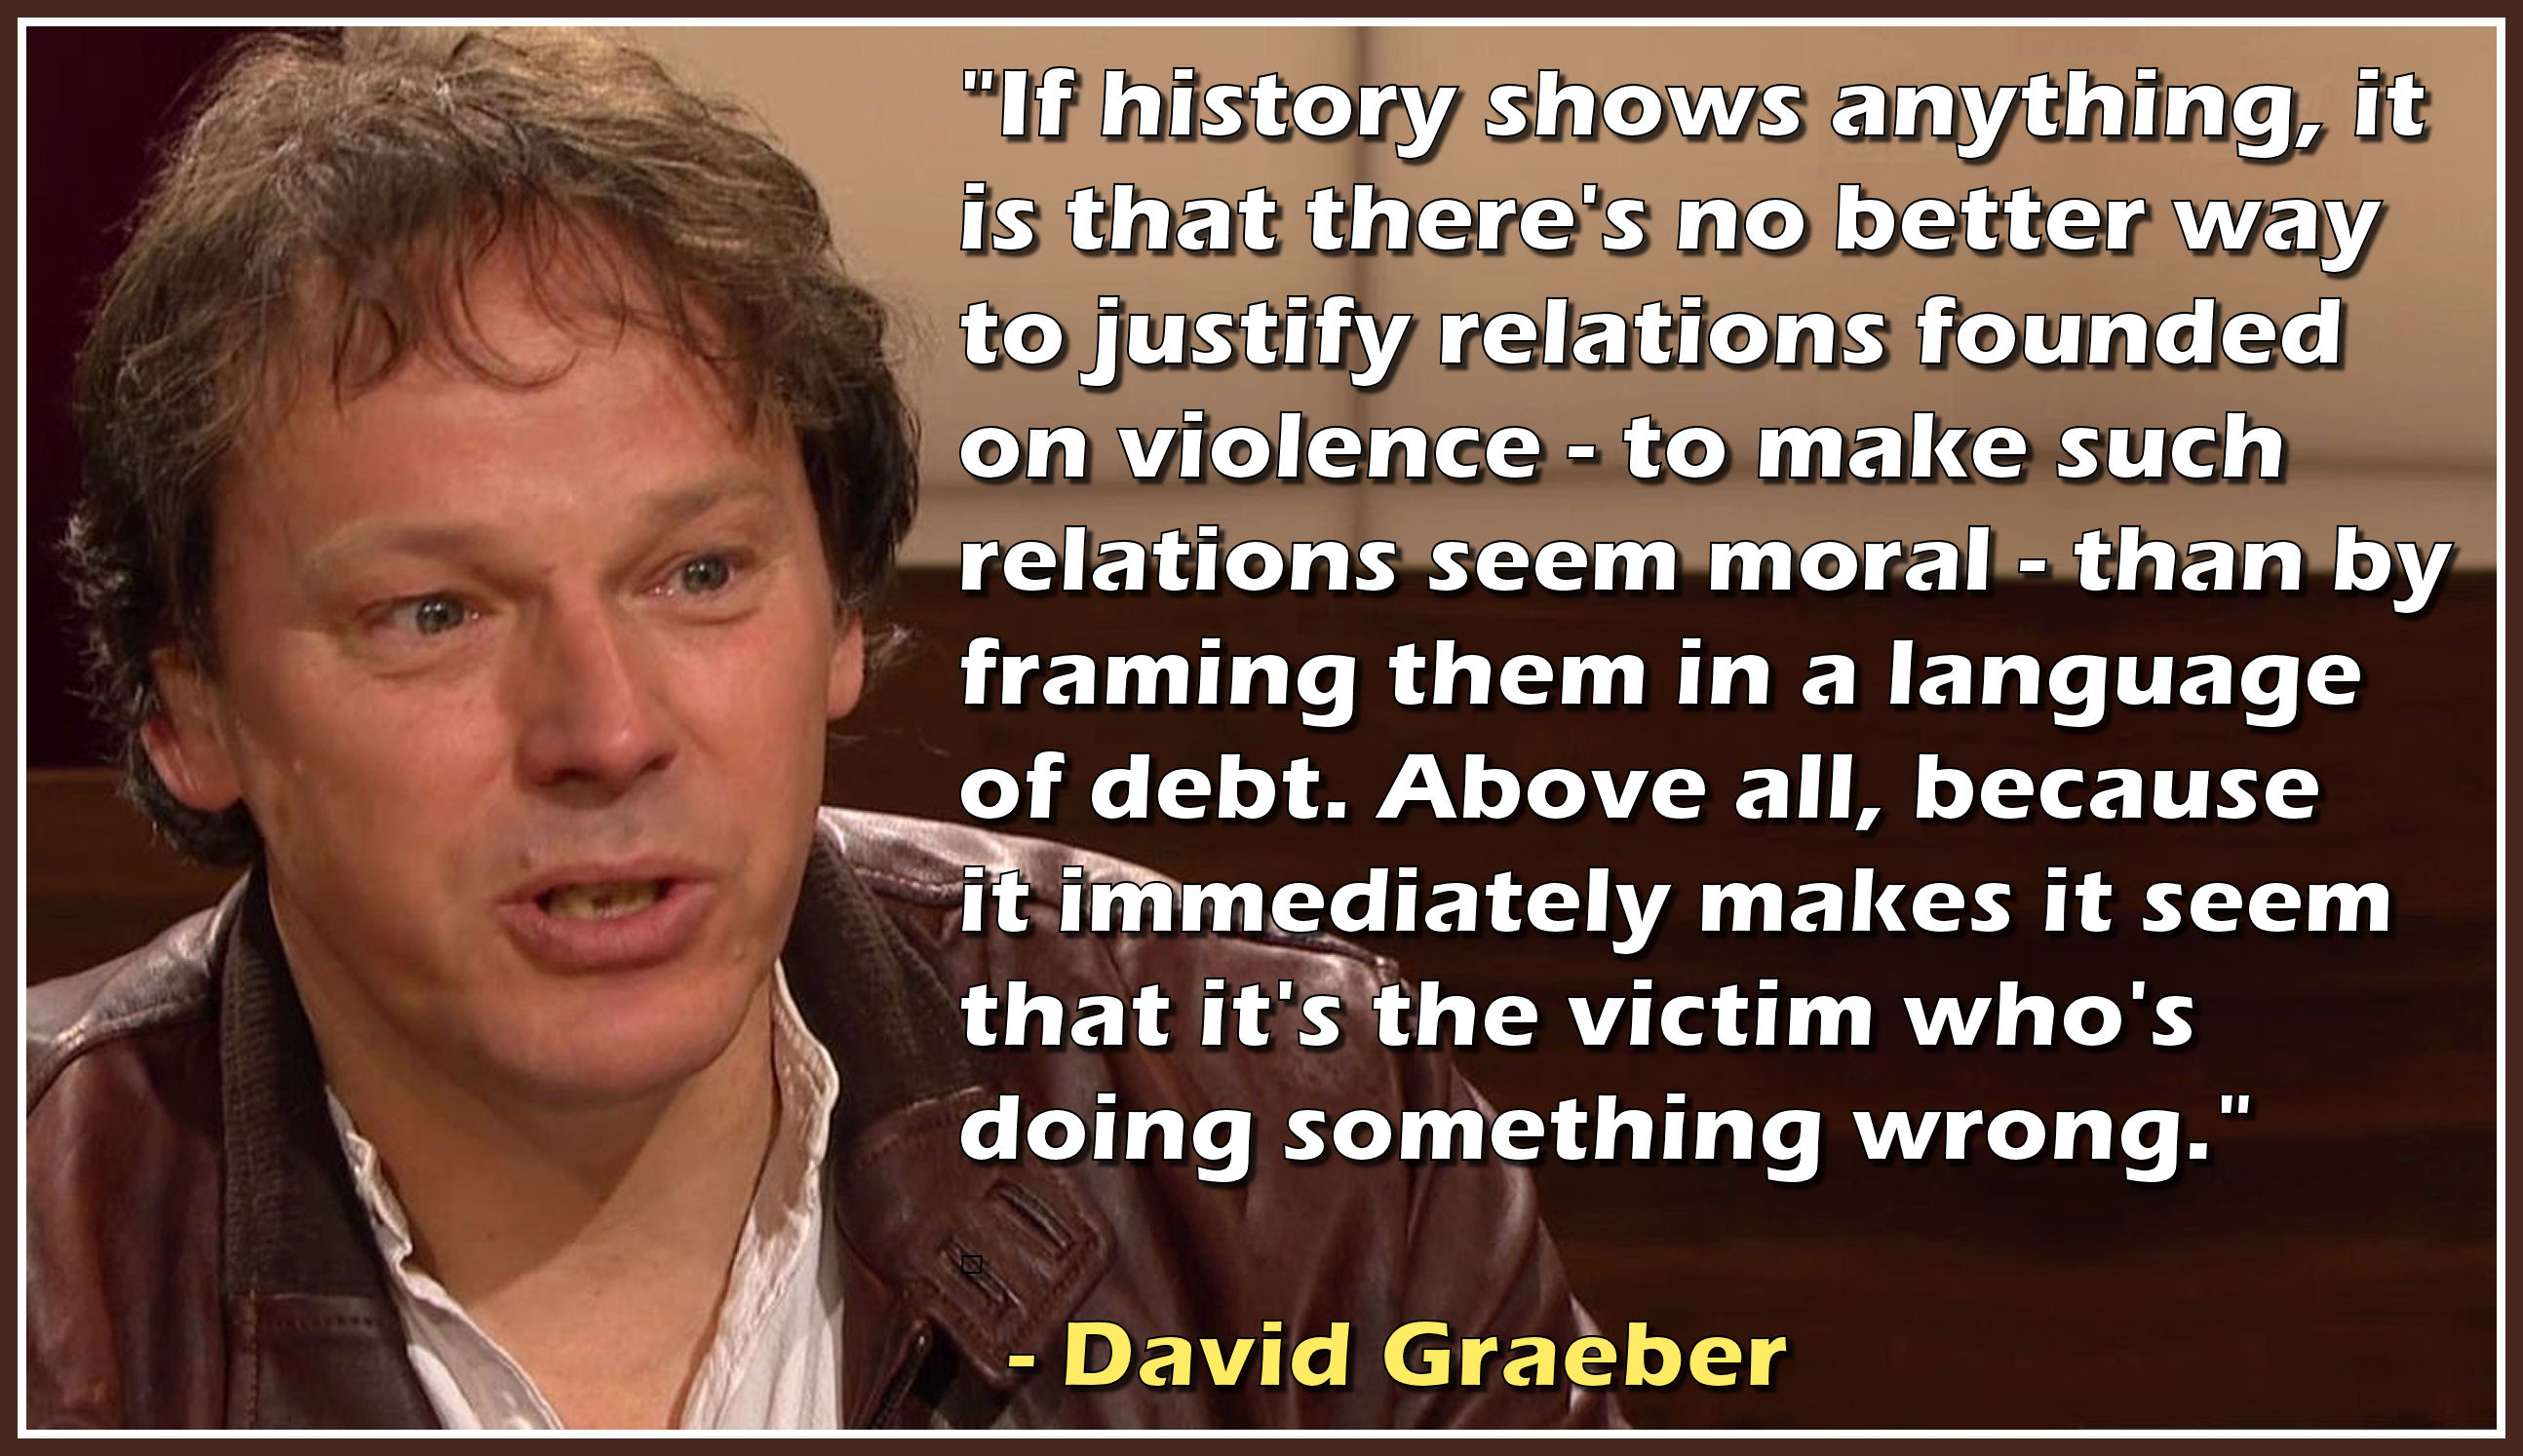 "If history shows anything, it
is that there's no better way
to justify relations founded
on violence - to make such
relations seem moral - than by
framing them in a language
of debt. Above all, because
it immediately makes it seem
that it's the victim who's
doing something wrong."
- David Graeber